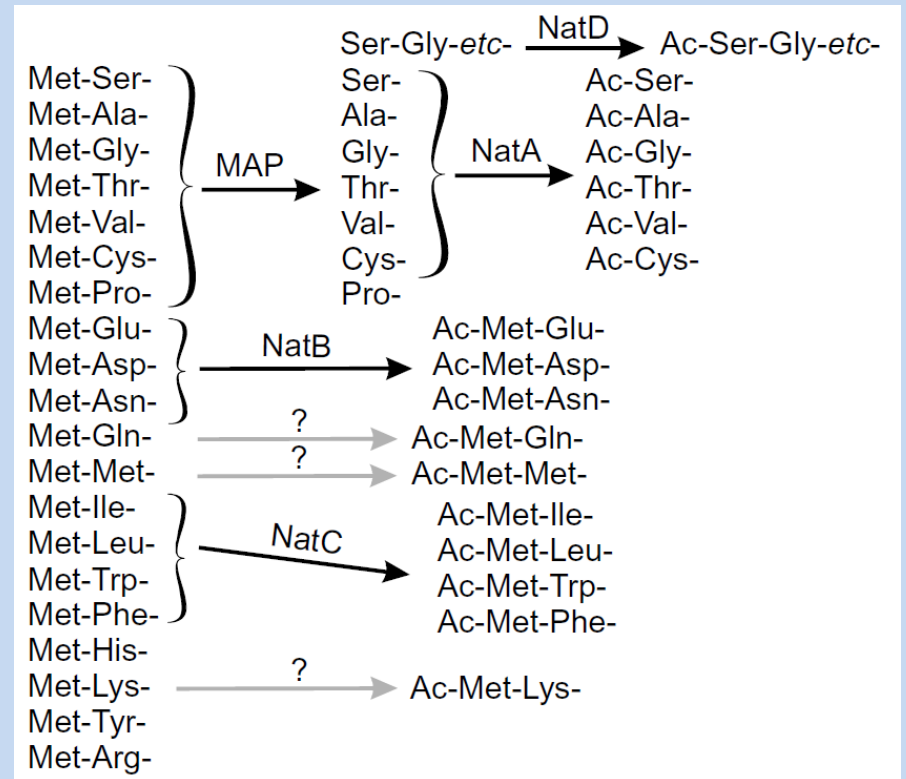 Ser-Gly-etc- NatD Ac-Ser-Gly-etc-
Met-Ser- Ser- Ac-Ser-
Met-Ala- Ala- Ac-Ala-
Met-Gly- MAP Gly- NatA Ac-Gly-
Met-Thr- Thr- Ac-Thr-
Met-Val- Val- Ac-Val-
Met-Cys- Cys- Ac-Cys-
Met-Pro- Pro-
Met-Glu- NatB Ac-Met-Glu-
Met-Asp- Ac-Met-Asp-
Met-Asn- Ac-Met-Asn-
Met-Gln- ? Ac-Met-Gln-
Met-Met- ? Ac-Met-Met-
Met-Ile- Ac-Met-Ile-
Met-Leu- NatC Ac-Met-Leu-
Met-Trp- Ac-Met-Trp-
Met-Phe- Ac-Met-Phe-
Met-His-
Met-Lys- ? Ac-Met-Lys-
Met-Tyr-
Met-Arg-